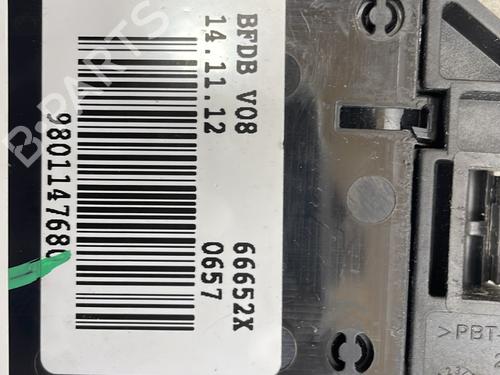 BFDB V08
14.11.12
66652X
0657
9801147680
>PBT-
B-PARTS